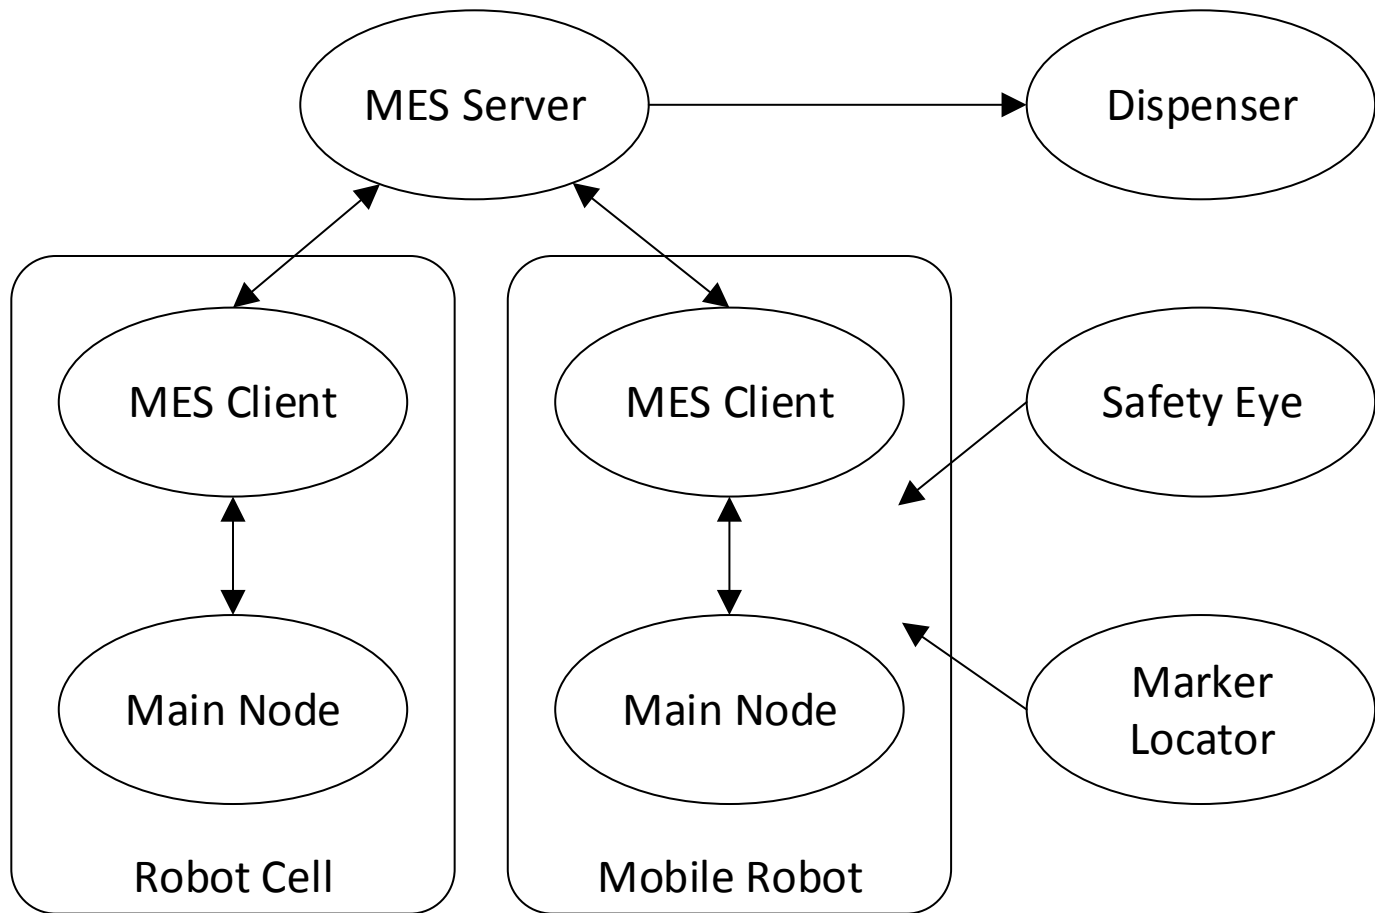 MES Server
Dispenser
MES Client
MES Client
Safety Eye
Main Node
Main Node
Marker
Locator
Robot Cell
Mobile Robot